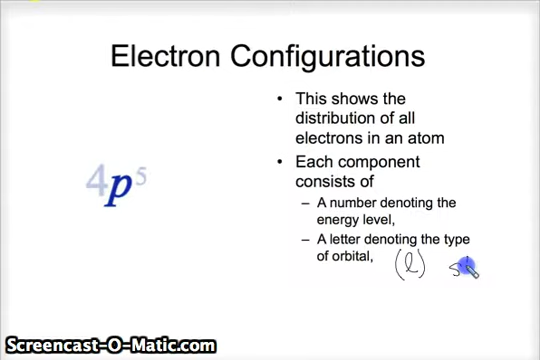 Electron Configurations
4p5
• This shows the
distribution of all
electrons in an atom
• Each component
consists of
– A number denoting the
energy level,
– A letter denoting the type
of orbital,
(l) s
Screencast-O-Matic.com